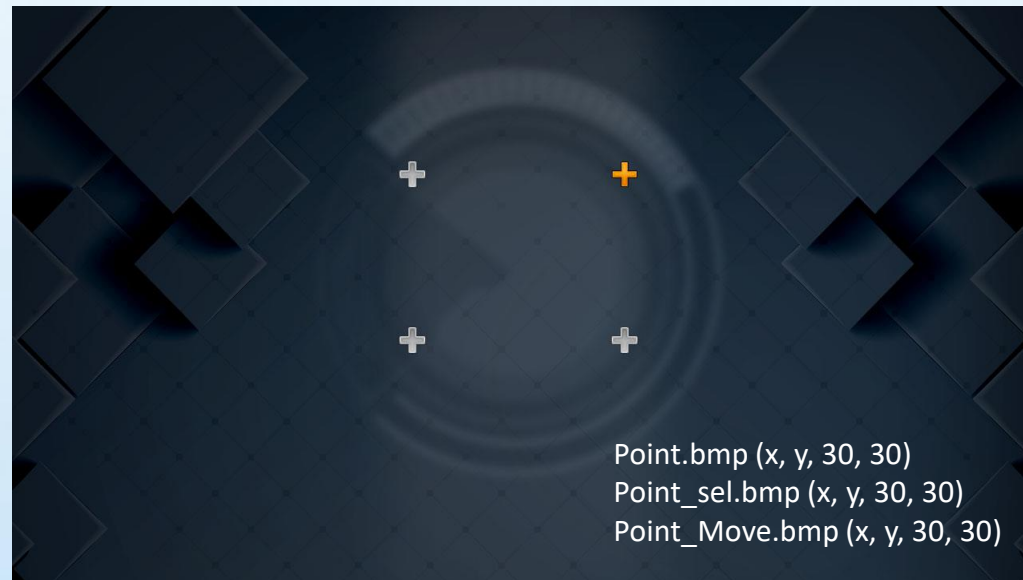 Point.bmp (x, y, 30, 30)
Point_sel.bmp (x, y, 30, 30)
Point_Move.bmp (x, y, 30, 30)